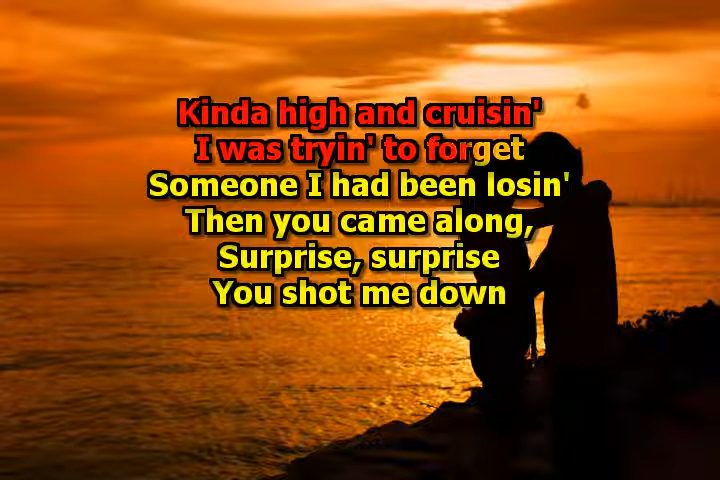 Kinda high and cruisin'
I was tryin' to forget
Someone I had been losin'
Then you came along,
Surprise, surprise
You shot me down